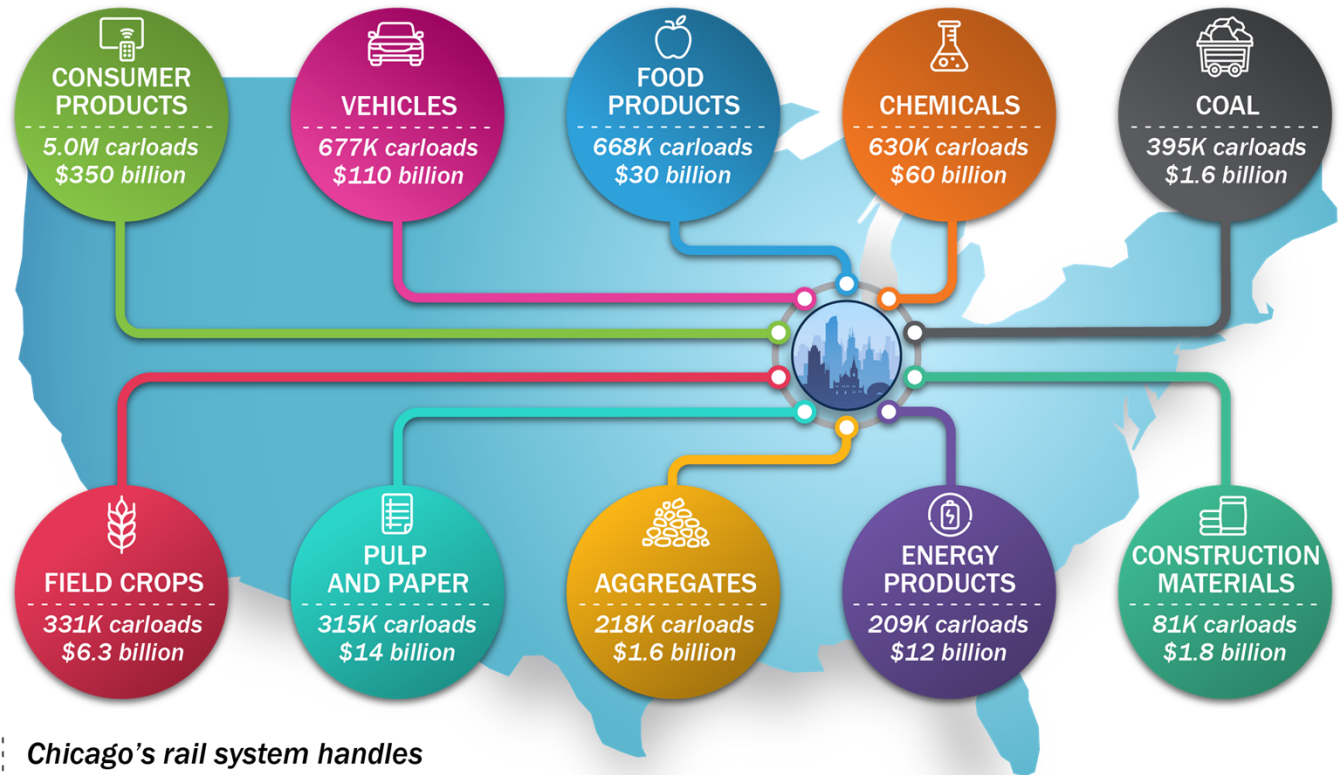 CONSUMER
PRODUCTS
5.0M carloads
$350 billion
VEHICLES
677K carloads
$110 billion
FOOD
PRODUCTS
668K carloads
$30 billion
CHEMICALS
630K carloads
$60 billion
COAL
395K carloads
$1.6 billion
FIELD CROPS
331K carloads
$6.3 billion
PULP
AND PAPER
315K carloads
$14 billion
AGGREGATES
218K carloads
$1.6 billion
ENERGY
PRODUCTS
209K carloads
$12 billion
CONSTRUCTION
MATERIALS
81K carloads
$1.8 billion
Chicago's rail system handles